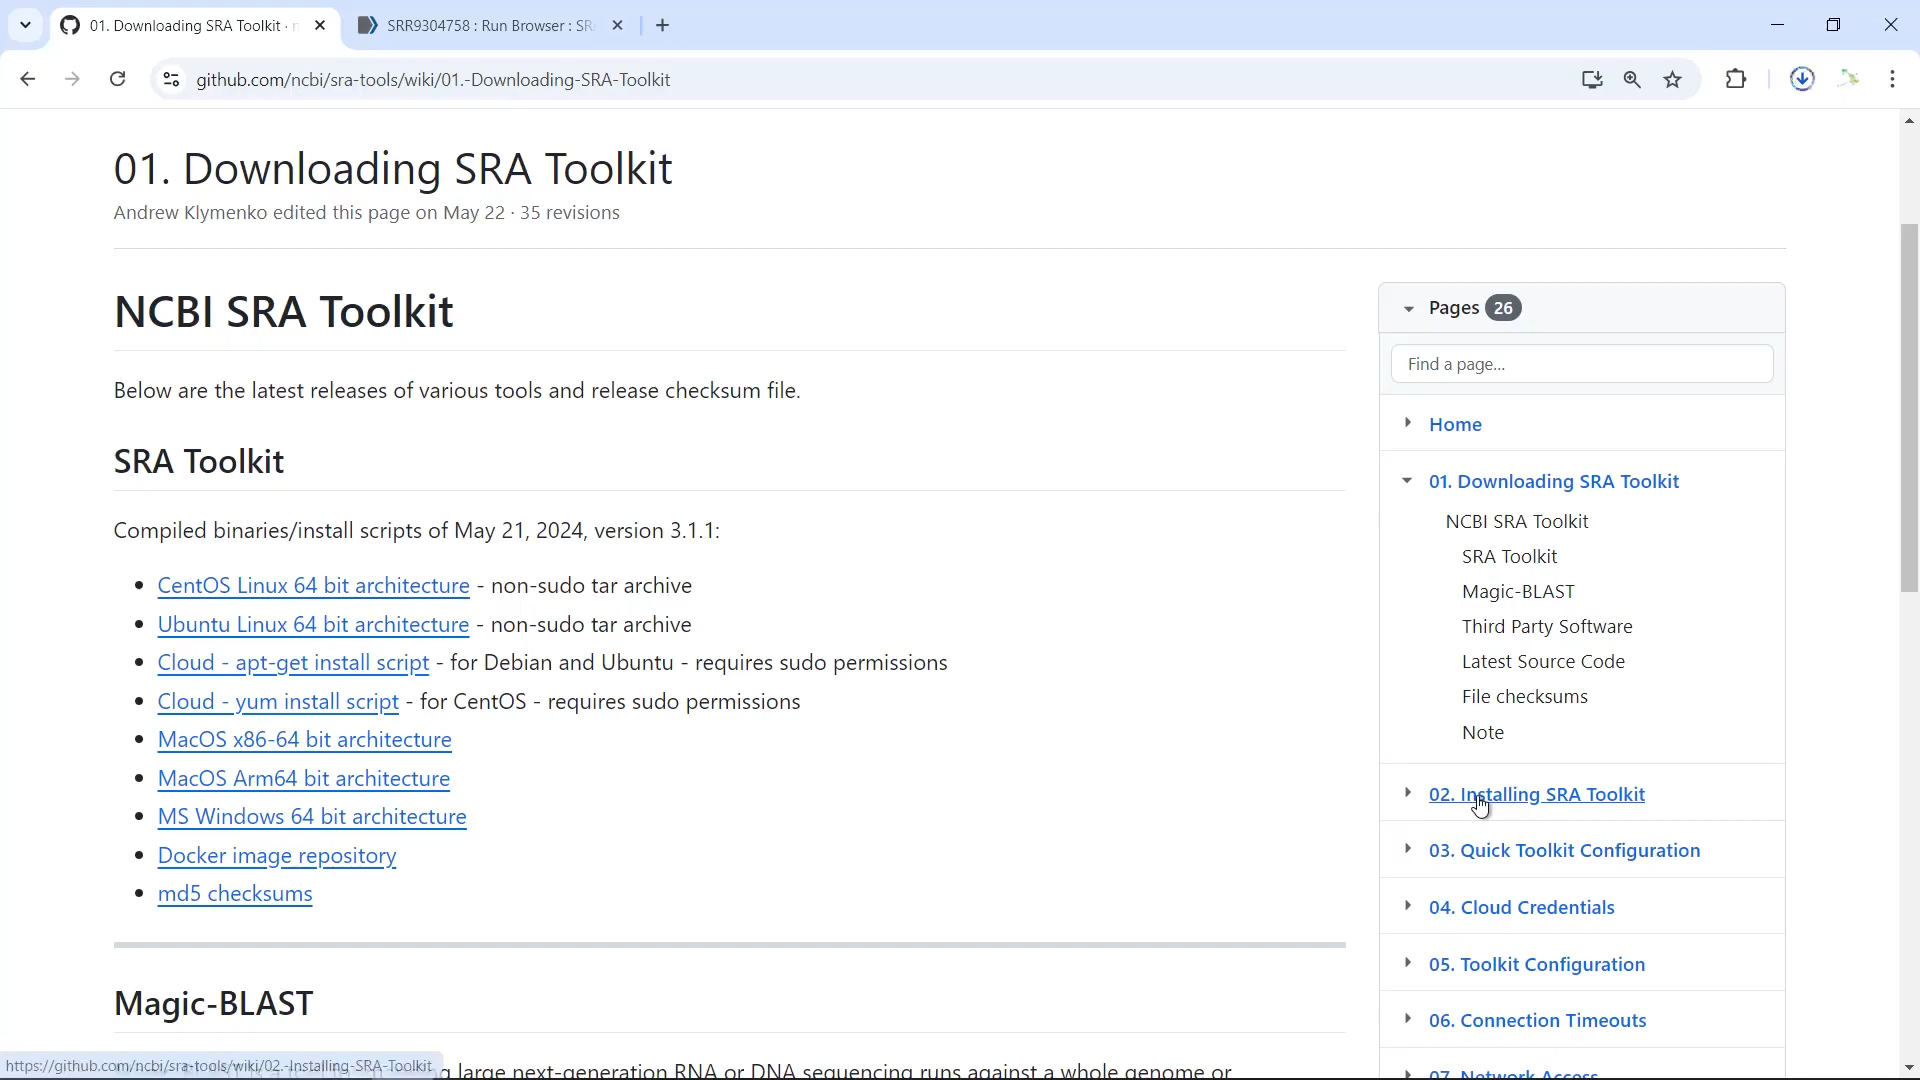 01. Downloading SRA Toolkit ·
SRR9304758 : Run Browser : SR
github.com/ncbi/sra-tools/wiki/01.-Downloading-SRA-Toolkit
01. Downloading SRA Toolkit
Andrew Klymenko edited this page on May 22 · 35 revisions
NCBI SRA Toolkit
Below are the latest releases of various tools and release checksum file.
SRA Toolkit
Compiled binaries/install scripts of May 21, 2024, version 3.1.1:
CentOS Linux 64 bit architecture - non-sudo tar archive
Ubuntu Linux 64 bit architecture - non-sudo tar archive
Cloud - apt-get install script - for Debian and Ubuntu - requires sudo permissions
Cloud - yum install script - for CentOS - requires sudo permissions
MacOS x86-64 bit architecture
MacOS Arm64 bit architecture
MS Windows 64 bit architecture
Docker image repository
md5 checksums
Magic-BLAST
large next-generation RNA or DNA sequencing runs against a whole genome or
Pages 26
Find a page...
Home
01. Downloading SRA Toolkit
NCBI SRA Toolkit
SRA Toolkit
Magic-BLAST
Third Party Software
Latest Source Code
File checksums
Note
02. Installing SRA Toolkit
03. Quick Toolkit Configuration
04. Cloud Credentials
05. Toolkit Configuration
06. Connection Timeouts
07. Network Access
https://github.com/ncbi/sra-tools/wiki/02.-Installing-SRA-Toolkit